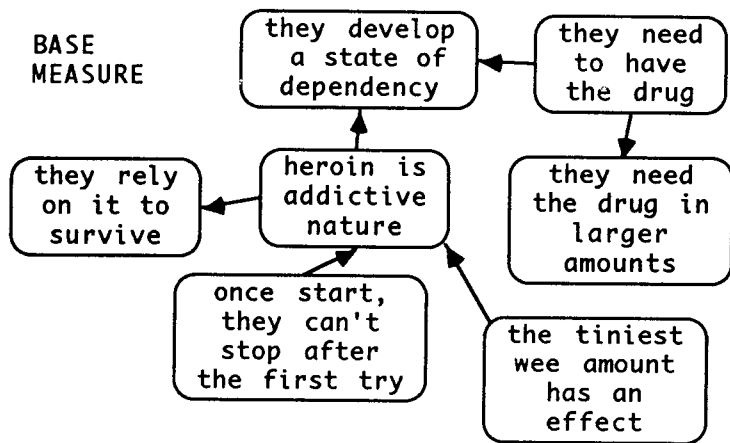 BASE
MEASURE
they develop
a state of
dependency
they need
to have
the drug
they rely
on it to
survive
heroin is
addictive
nature
they need
the drug in
larger
amounts
once start,
they can't
stop after
the first try
the tiniest
wee amount
has an
effect